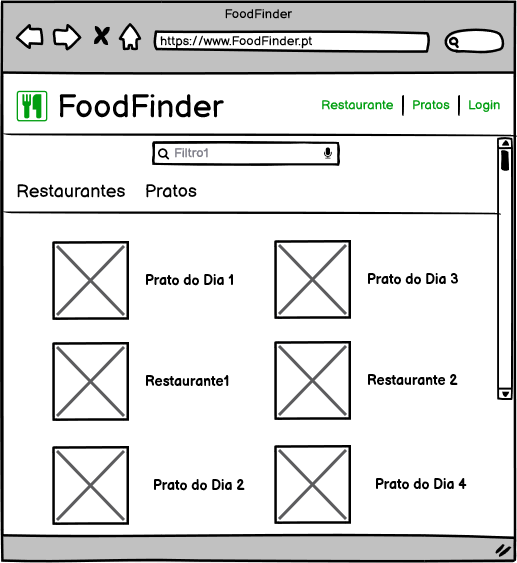 FoodFinder
https://www.FoodFinder.pt
FoodFinder
Restaurante | Pratos | Login
Filtro1
Restaurantes Pratos
Prato do Dia 1
Prato do Dia 3
Restaurante1
Restaurante 2
Prato do Dia 2
Prato do Dia 4